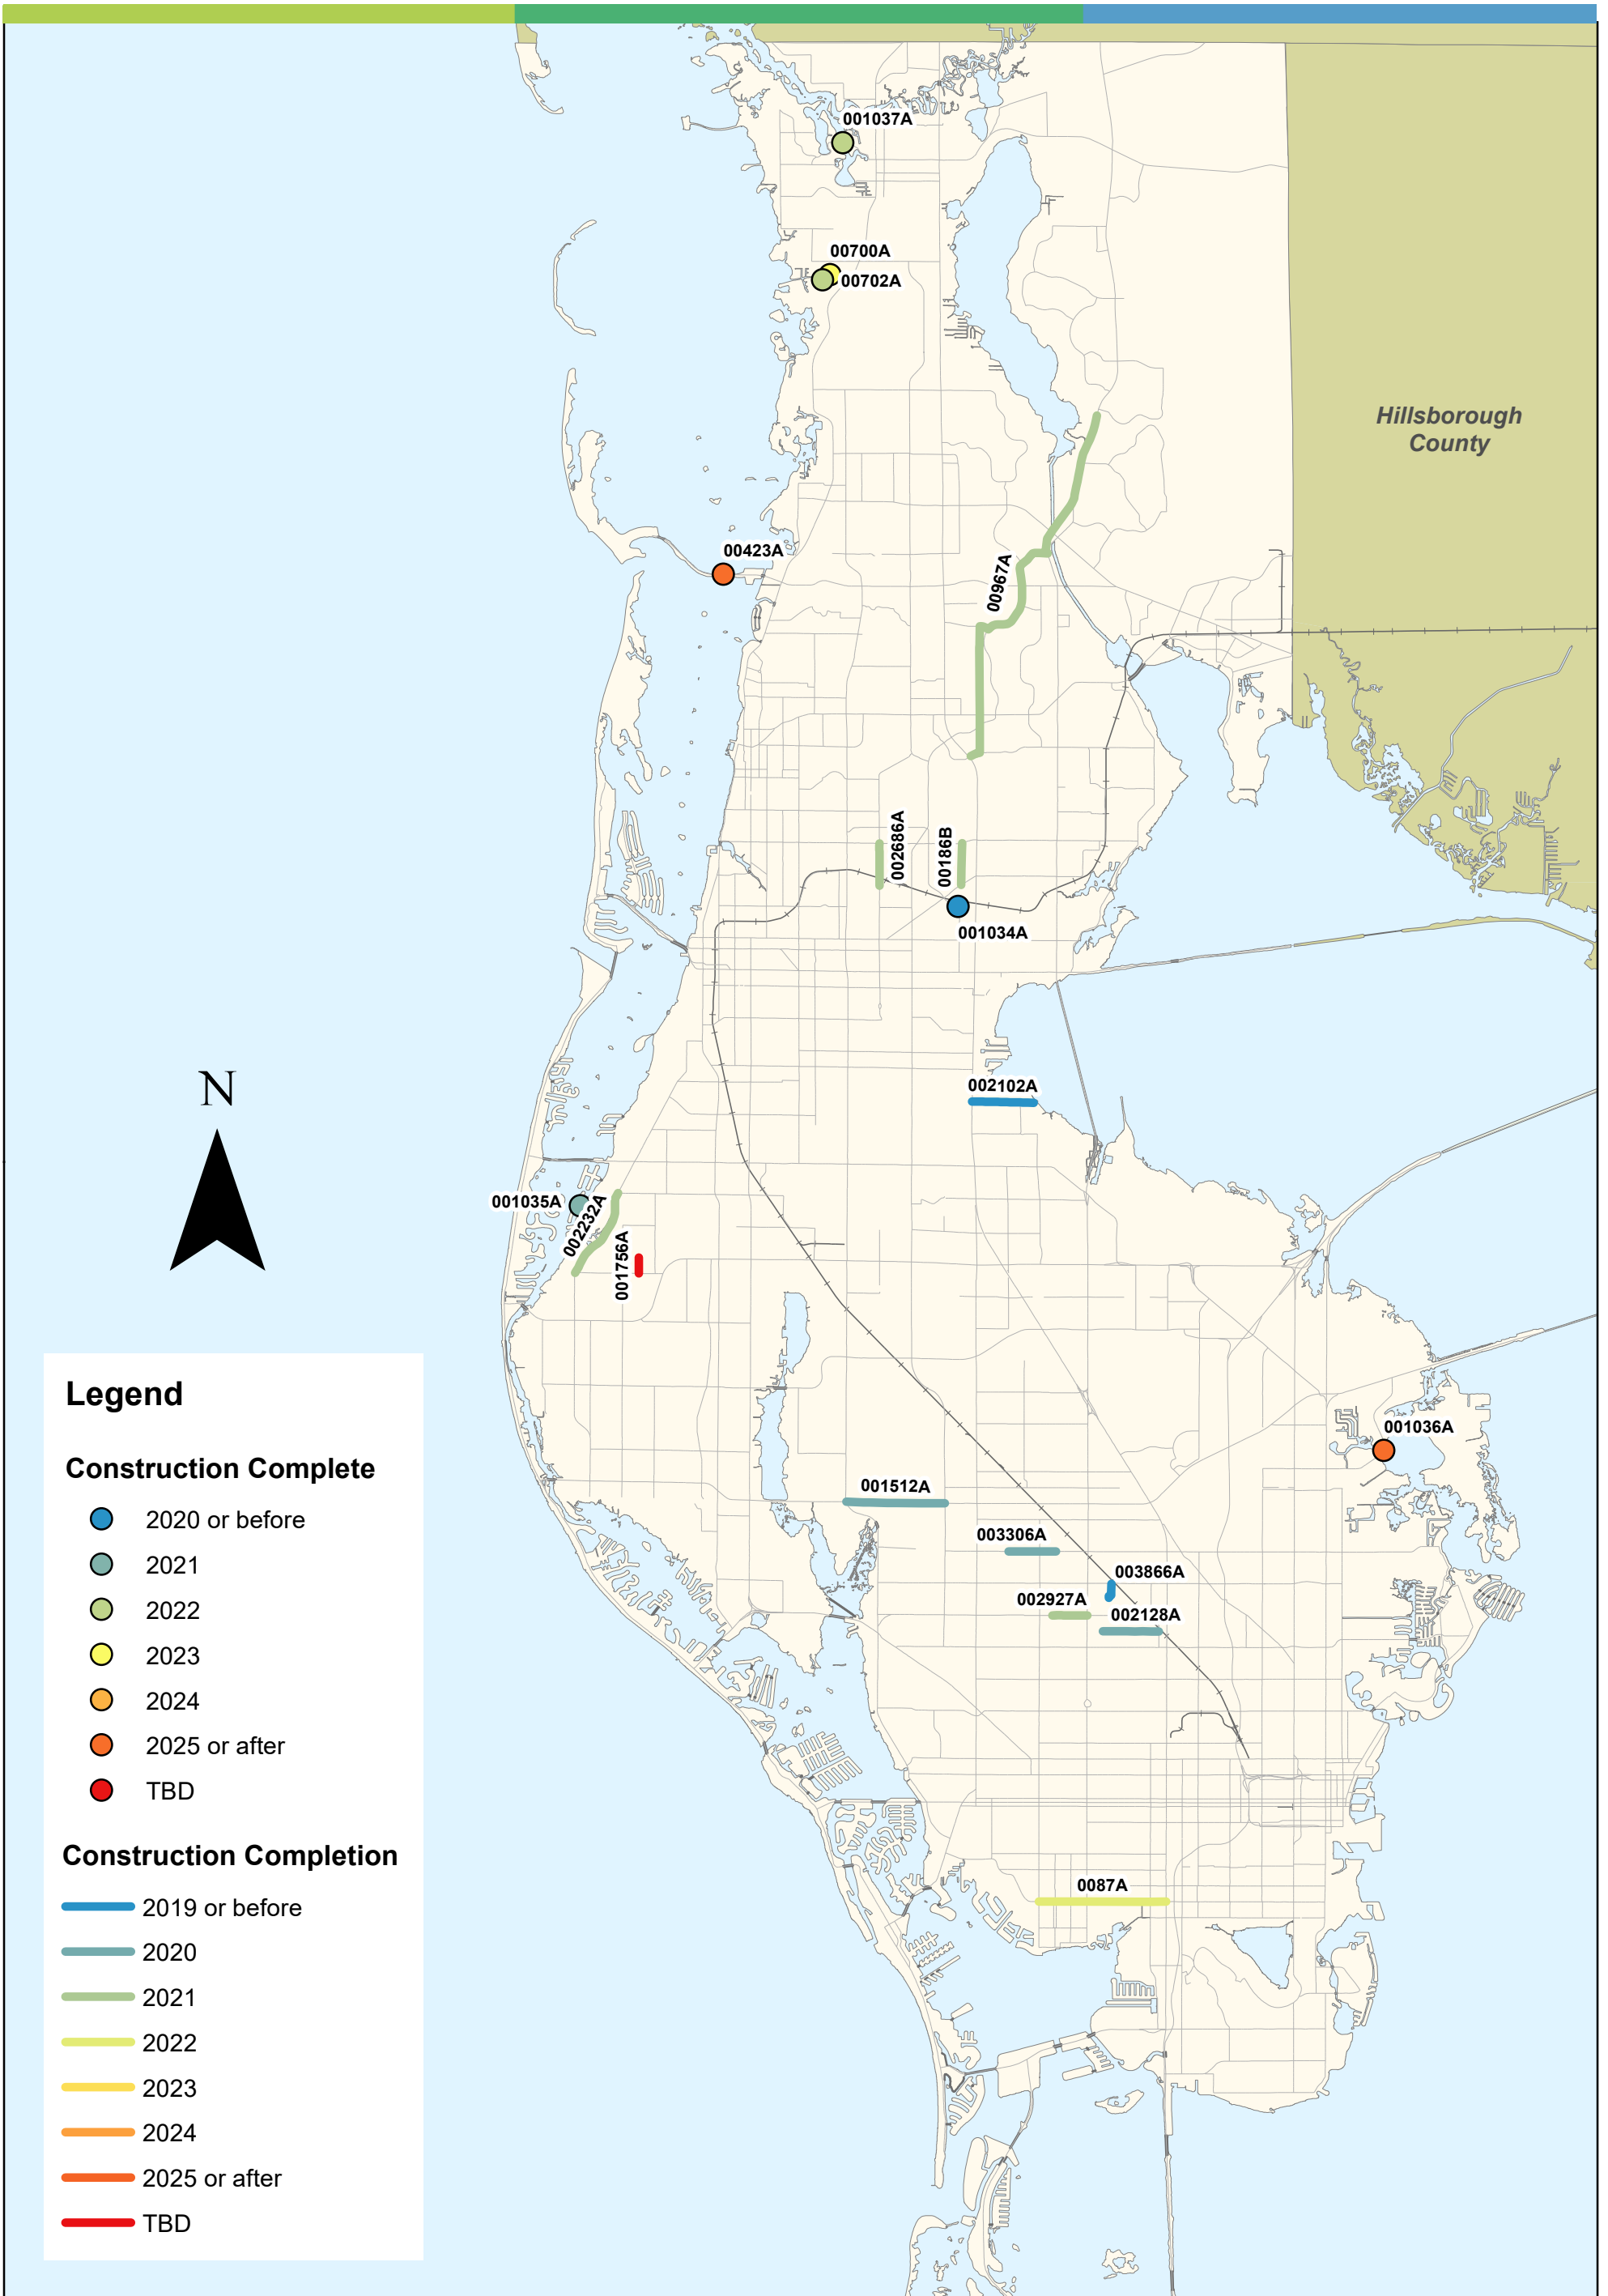 001037A
00700A
00702A
Hillsborough
County
00423A
00967A
002686A
00186B
001034A
N
002102A
001035A
002232A
001756A
001036A
001512A
003306A
003866A
002927A
002128A
0087A
Legend
Construction Complete
2020 or before
2021
2022
2023
2024
2025 or after
TBD
Construction Completion
2019 or before
2020
2021
2022
2023
2024
2025 or after
TBD